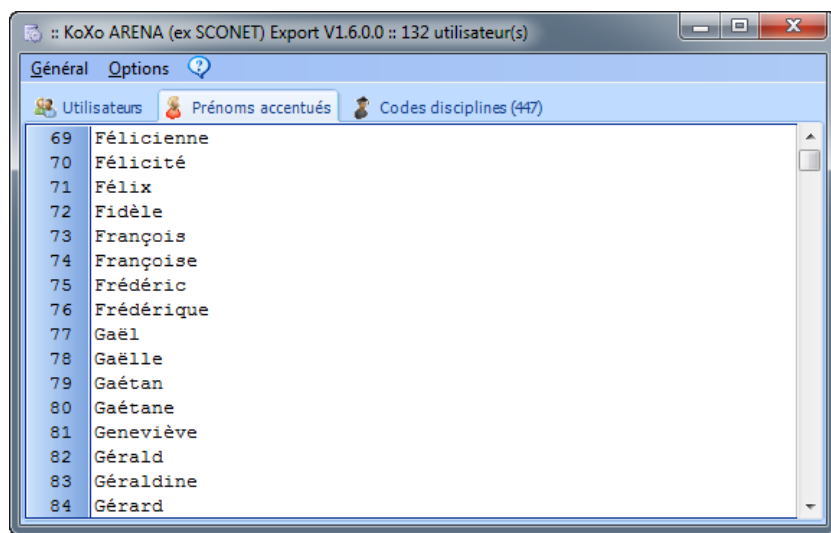 :: KoXo ARENA (ex SCONET) Export V1.6.0.0 :: 132 utilisateur(s)
Général Options
Utilisateurs Prénoms accentués Codes disciplines (447)
69 Félicienne
70 Félicité
71 Félix
72 Fidèle
73 François
74 Françoise
75 Frédéric
76 Frédérique
77 Gaël
78 Gaëlle
79 Gaétan
80 Gaétane
81 Geneviève
82 Gérald
83 Géraldine
84 Gérard